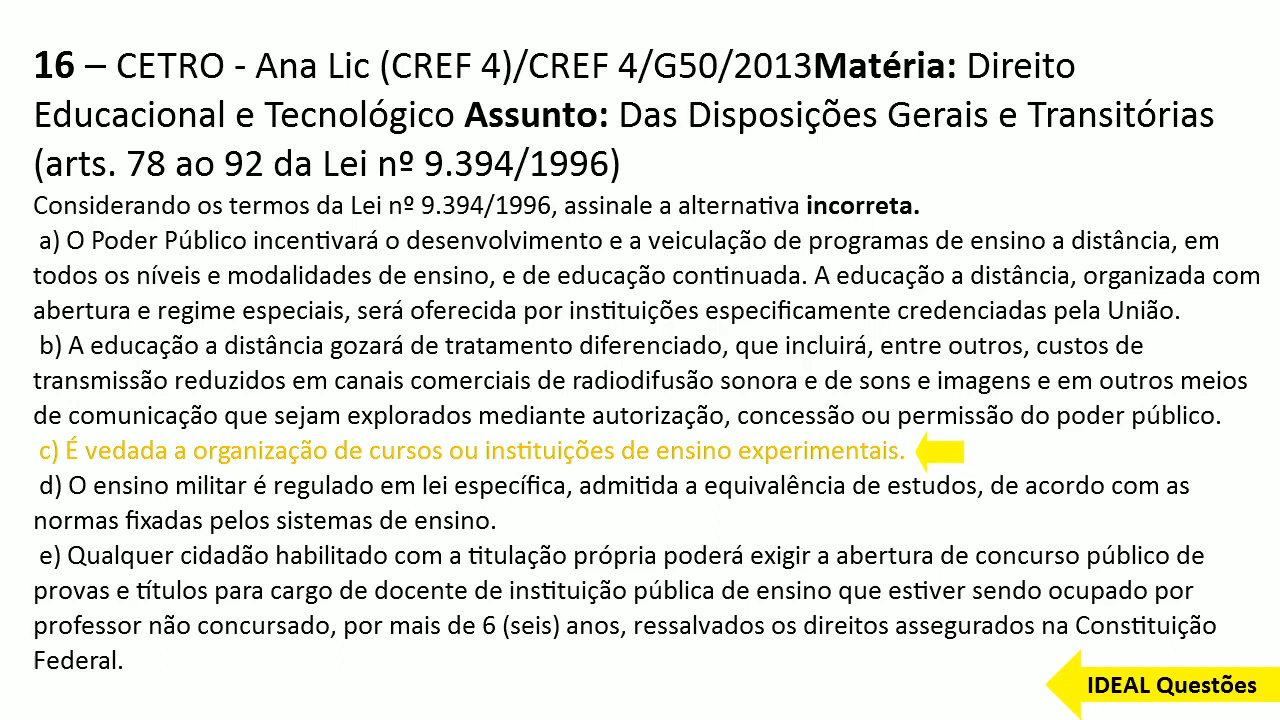 16 – CETRO - Ana Lic (CREF 4)/CREF 4/G50/2013Matéria: Direito
Educacional e Tecnológico Assunto: Das Disposições Gerais e Transitórias
(arts. 78 ao 92 da Lei nº 9.394/1996)
Considerando os termos da Lei nº 9.394/1996, assinale a alternativa incorreta.
a) O Poder Público incentivará o desenvolvimento e a veiculação de programas de ensino a distância, em
todos os níveis e modalidades de ensino, e de educação continuada. A educação a distância, organizada com
abertura e regime especiais, será oferecida por instituições especificamente credenciadas pela União.
b) A educação a distância gozará de tratamento diferenciado, que incluirá, entre outros, custos de
transmissão reduzidos em canais comerciais de radiodifusão sonora e de sons e imagens e em outros meios
de comunicação que sejam explorados mediante autorização, concessão ou permissão do poder público.
c) É vedada a organização de cursos ou instituições de ensino experimentais.
d) O ensino militar é regulado em lei específica, admitida a equivalência de estudos, de acordo com as
normas fixadas pelos sistemas de ensino.
e) Qualquer cidadão habilitado com a titulação própria poderá exigir a abertura de concurso público de
provas e títulos para cargo de docente de instituição pública de ensino que estiver sendo ocupado por
professor não concursado, por mais de 6 (seis) anos, ressalvados os direitos assegurados na Constituição
Federal.
IDEAL Questões